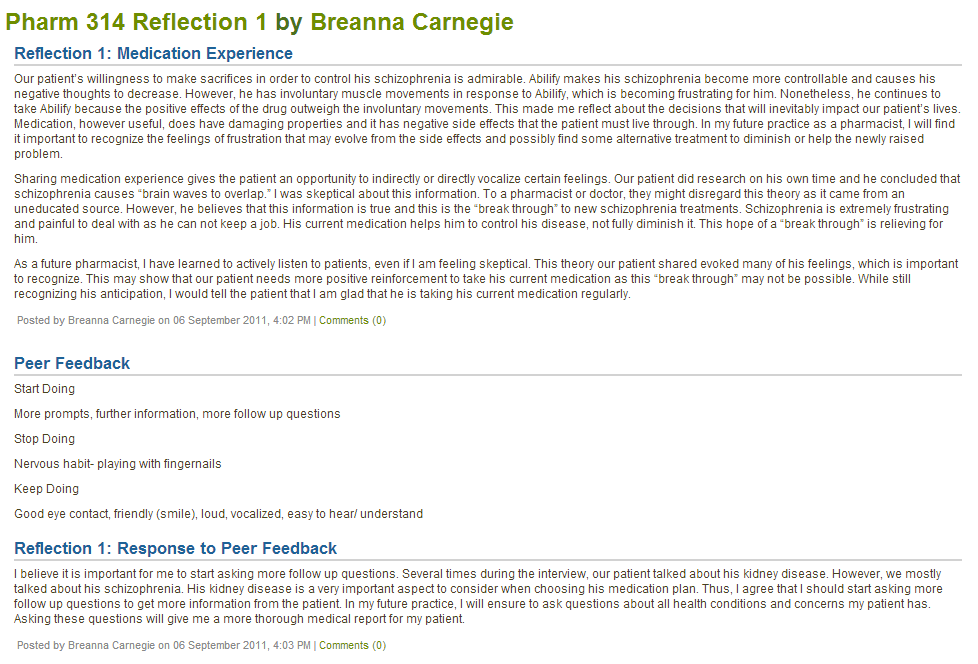 Pharm 314 Reflection 1 by Breanna Carnegie
Reflection 1: Medication Experience
Our patient's willingness to make sacrifices in order to control his schizophrenia is admirable. Abilify makes his schizophrenia become more controllable and causes his
negative thoughts to decrease. However, he has involuntary muscle movements in response to Abilify, which is becoming frustrating for him. Nonetheless, he continues to
take Abilify because the positive effects of the drug outweigh the involuntary movements. This made me reflect about the decisions that will inevitably impact our patient's lives.
Medication, however useful, does have damaging properties and it has negative side effects that the patient must live through. In my future practice as a pharmacist, I will find
it important to recognize the feelings of frustration that may evolve from the side effects and possibly find some alternative treatment to diminish or help the newly raised
problem.
Sharing medication experience gives the patient an opportunity to indirectly or directly vocalize certain feelings. Our patient did research on his own time and he concluded that
schizophrenia causes “brain waves to overlap.” I was skeptical about this information. To a pharmacist or doctor, they might disregard this theory as it came from an
uneducated source. However, he believes that this information is true and this is the “break through” to new schizophrenia treatments. Schizophrenia is extremely frustrating
and painful to deal with as he can not keep a job. His current medication helps him to control his disease, not fully diminish it. This hope of a “break through” is relieving for
him.
As a future pharmacist, I have learned to actively listen to patients, even if I am feeling skeptical. This theory our patient shared evoked many of his feelings, which is important
to recognize. This may show that our patient needs more positive reinforcement to take his current medication as this “break through” may not be possible. While still
recognizing his anticipation, I would tell the patient that I am glad that he is taking his current medication regularly.
Posted by Breanna Carnegie on 06 September 2011, 4:02 PM | Comments (0)
Peer Feedback
Start Doing
More prompts, further information, more follow up questions
Stop Doing
Nervous habit- playing with fingernails
Keep Doing
Good eye contact, friendly (smile), loud, vocalized, easy to hear/ understand
Reflection 1: Response to Peer Feedback
I believe it is important for me to start asking more follow up questions. Several times during the interview, our patient talked about his kidney disease. However, we mostly
talked about his schizophrenia. His kidney disease is a very important aspect to consider when choosing his medication plan. Thus, I agree that I should start asking more
follow up questions to get more information from the patient. In my future practice, I will ensure to ask questions about all health conditions and concerns my patient has.
Asking these questions will give me a more thorough medical report for my patient.
Posted by Breanna Carnegie on 06 September 2011, 4:03 PM | Comments (0)